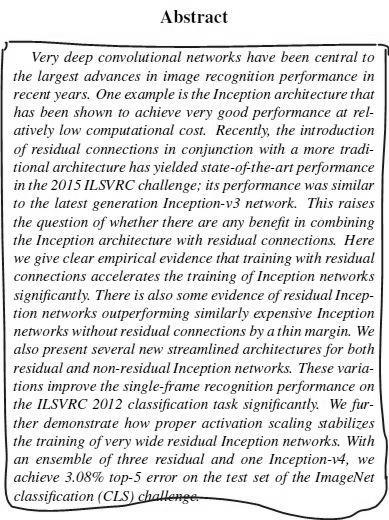 Abstract
Very deep convolutional networks have been central to
the largest advances in image recognition performance in
recent years. One example is the Inception architecture that
has been shown to achieve very good performance at rel-
atively low computational cost. Recently, the introduction
of residual connections in conjunction with a more tradi-
tional architecture has yielded state-of-the-art performance
in the 2015 ILSVRC challenge; its performance was similar
to the latest generation Inception-v3 network. This raises
the question of whether there are any benefit in combining
the Inception architecture with residual connections. Here
we give clear empirical evidence that training with residual
connections accelerates the training of Inception networks
significantly. There is also some evidence of residual Incep-
tion networks outperforming similarly expensive Inception
networks without residual connections by a thin margin. We
also present several new streamlined architectures for both
residual and non-residual Inception networks. These varia-
tions improve the single-frame recognition performance on
the ILSVRC 2012 classification task significantly. We fur-
ther demonstrate how proper activation scaling stabilizes
the training of very wide residual Inception networks. With
an ensemble of three residual and one Inception-v4, we
achieve 3.08% top-5 error on the test set of the ImageNet
classification (CLS) challenge.